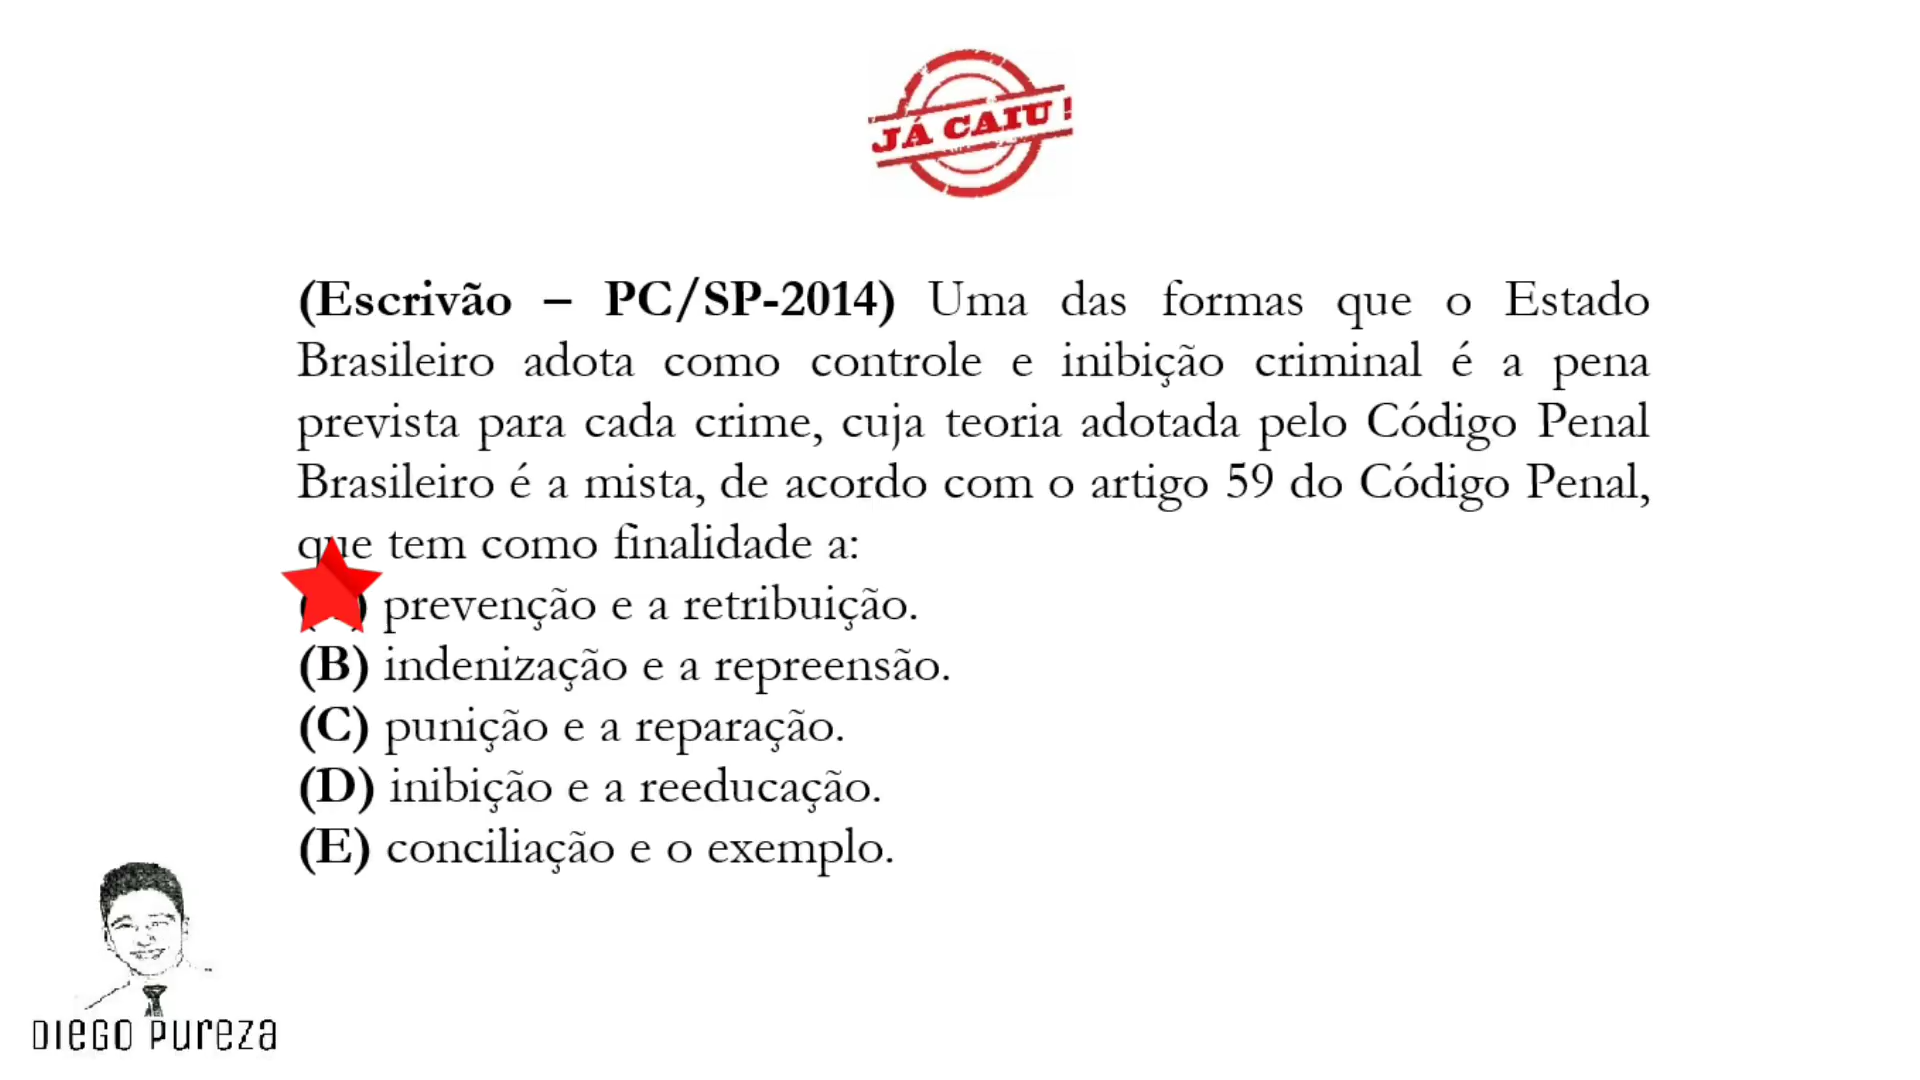 JÁ CAIU !
(Escrivão – PC/SP-2014) Uma das formas que o Estado
Brasileiro adota como controle e inibição criminal é a pena
prevista para cada crime, cuja teoria adotada pelo Código Penal
Brasileiro é a mista, de acordo com o artigo 59 do Código Penal,
que tem como finalidade a:
prevenção e a retribuição.
(B) indenização e a repreensão.
(C) punição e a reparação.
(D) inibição e a reeducação.
(E) conciliação e o exemplo.
DIEGO PUREZA